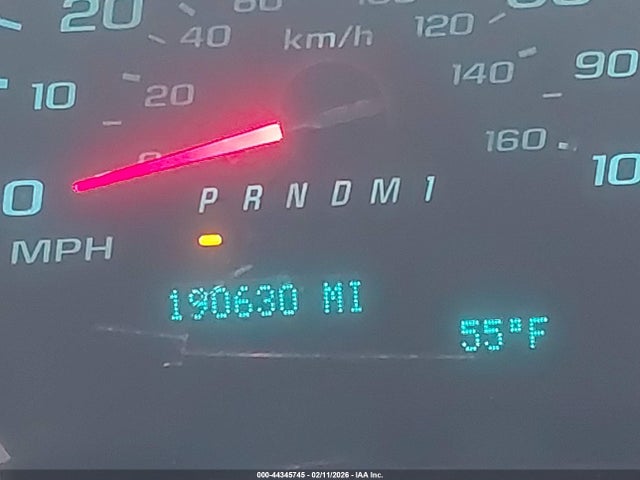 20 40 60 km/h 120
10 20 140 90
0 0 160 10
MPH P R N D M 1
190630 MI
55°F
000-44345745 - 02/11/2026 - IAA Inc.